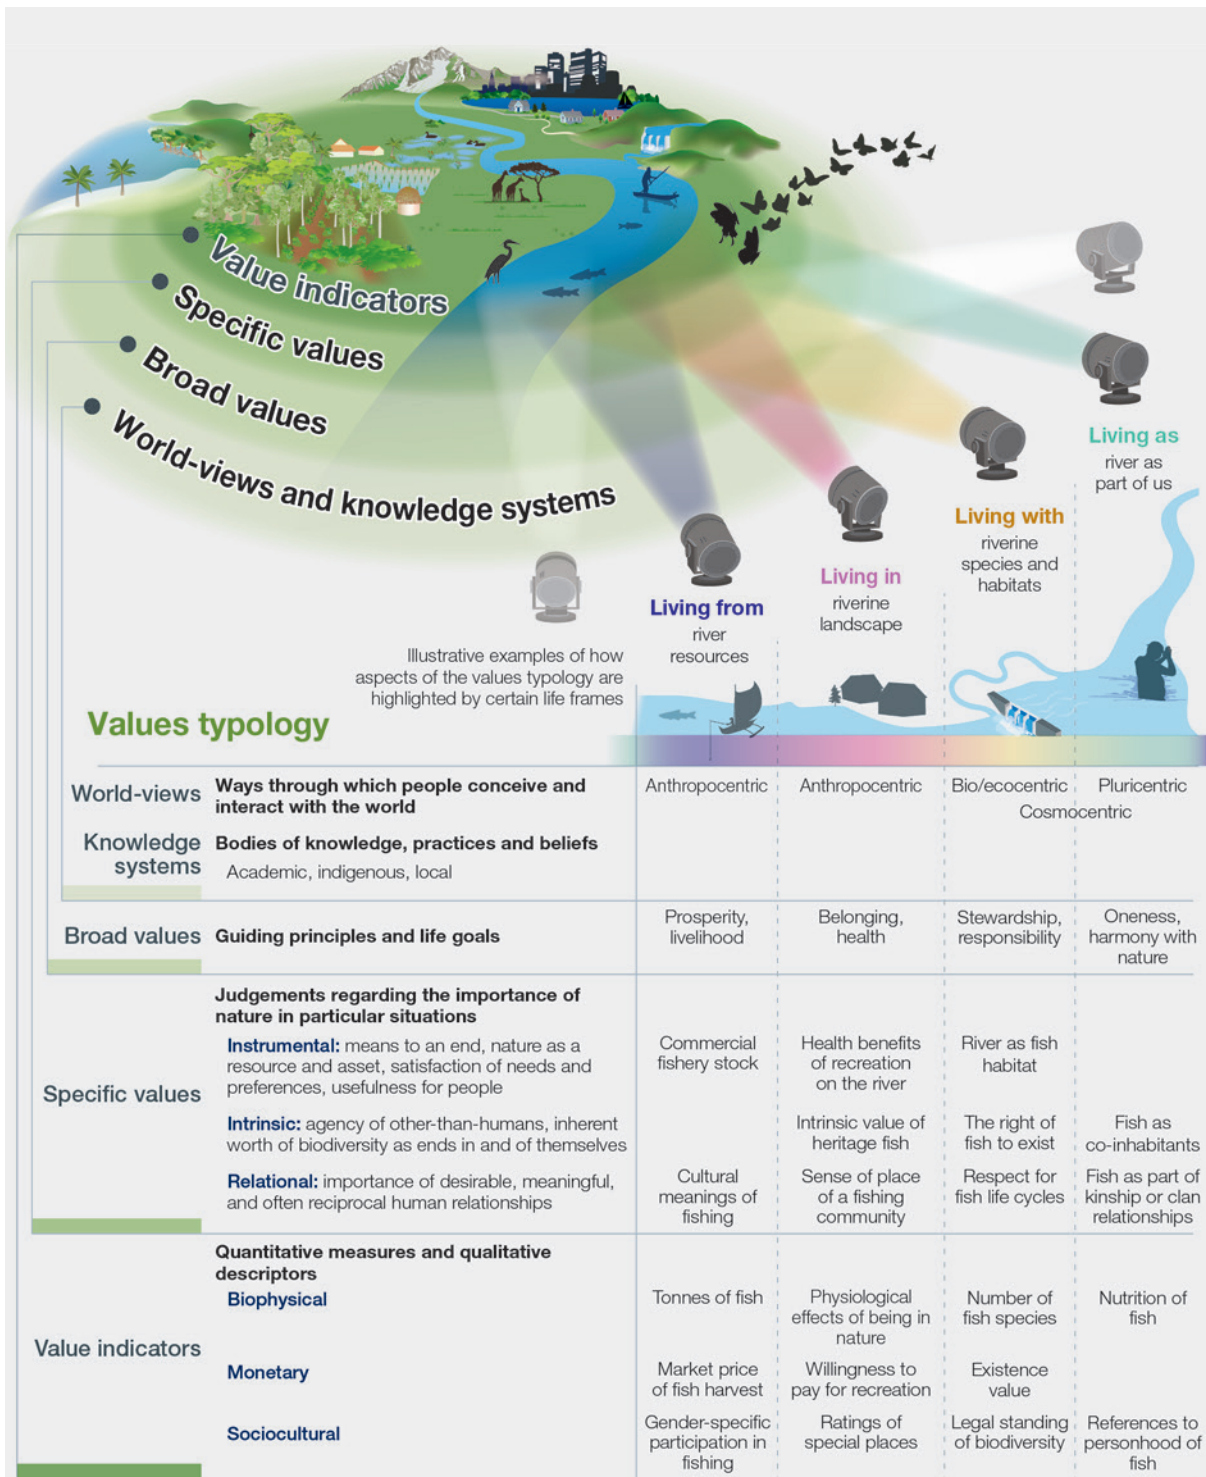 Value indicators
Specific values
Broad values
World-views and knowledge systems
Living as
river as
part of us
Living with
riverine
species and
habitats
Living in
riverine
landscape
Living from
river
resources
Illustrative examples of how
aspects of the values typology are
highlighted by certain life frames
Values typology
World-views
Ways through which people conceive and
interact with the world
Anthropocentric
Anthropocentric
Bio/ecocentric
Pluricentric
Cosmocentric
Knowledge
systems
Bodies of knowledge, practices and beliefs
Academic, indigenous, local
Broad values
Guiding principles and life goals
Prosperity,
livelihood
Belonging,
health
Stewardship,
responsibility
Oneness,
harmony with
nature
Specific values
Judgements regarding the importance of
nature in particular situations
Instrumental: means to an end, nature as a
resource and asset, satisfaction of needs and
preferences, usefulness for people
Commercial
fishery stock
Health benefits
of recreation
on the river
River as fish
habitat
Intrinsic: agency of other-than-humans, inherent
worth of biodiversity as ends in and of themselves
Intrinsic value of
heritage fish
The right of
fish to exist
Fish as
co-inhabitants
Relational: importance of desirable, meaningful,
and often reciprocal human relationships
Cultural
meanings of
fishing
Sense of place
of a fishing
community
Respect for
fish life cycles
Fish as part of
kinship or clan
relationships
Value indicators
Quantitative measures and qualitative
descriptors
Biophysical
Tonnes of fish
Physiological
effects of being in
nature
Number of
fish species
Nutrition of
fish
Monetary
Market price
of fish harvest
Willingness to
pay for recreation
Existence
value
Sociocultural
Gender-specific
participation in
fishing
Ratings of
special places
Legal standing
of biodiversity
References to
personhood of
fish